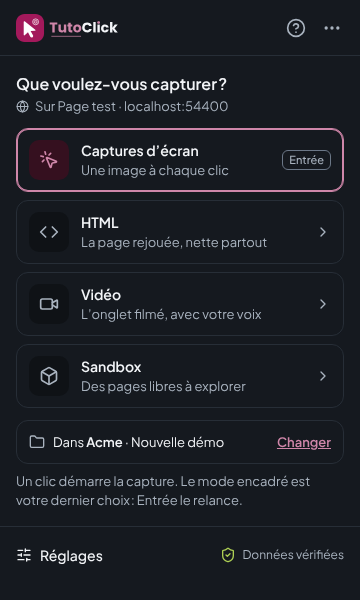 TutoClick
Que voulez-vous capturer ?
Sur Page test · localhost:54400
Captures d’écran
Une image à chaque clic
Entrée
HTML
La page rejouée, nette partout
Vidéo
L’onglet filmé, avec votre voix
Sandbox
Des pages libres à explorer
Dans Acme · Nouvelle démo
Changer
Un clic démarre la capture. Le mode encadré est
votre dernier choix : Entrée le relance.
Réglages
Données vérifiées